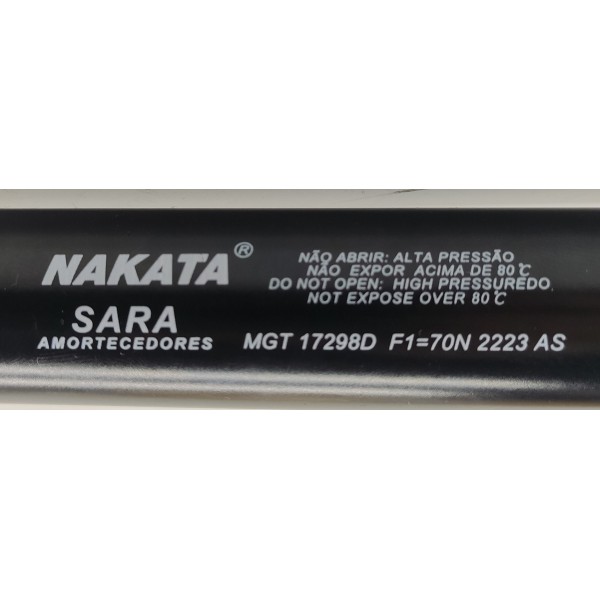 NAKATA®
SARA
AMORTECEDORES
NÃO ABRIR: ALTA PRESSÃO
NÃO EXPOR ACIMA DE 80℃
DO NOT OPEN: HIGH PRESSUREDO
NOT EXPOSE OVER 80℃
MGT 17298D F1=70N 2223 AS